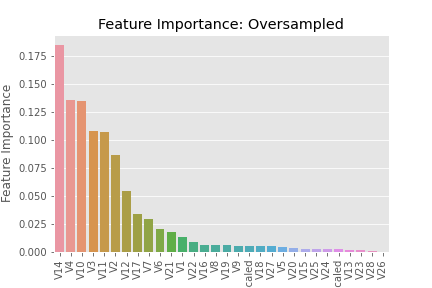 Feature Importance: Oversampled
Feature Importance
0.175
0.150
0.125
0.100
0.075
0.050
0.025
0.000
V14
V4
V10
V3
V11
V2
V12
V17
V7
V6
V21
V1
V22
V16
V8
V19
V9
caled
V18
V27
V5
V20
V15
V25
V24
caled
V13
V23
V28
V26